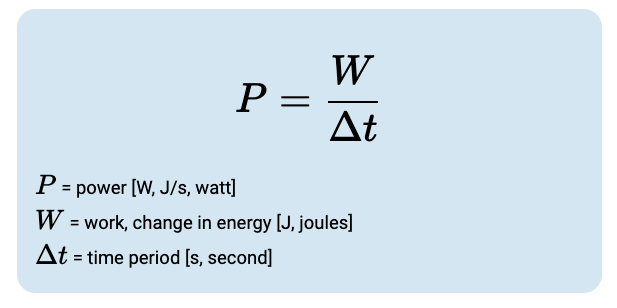 P = W / Δt
P = power [W, J/s, watt]
W = work, change in energy [J, joules]
Δt = time period [s, second]